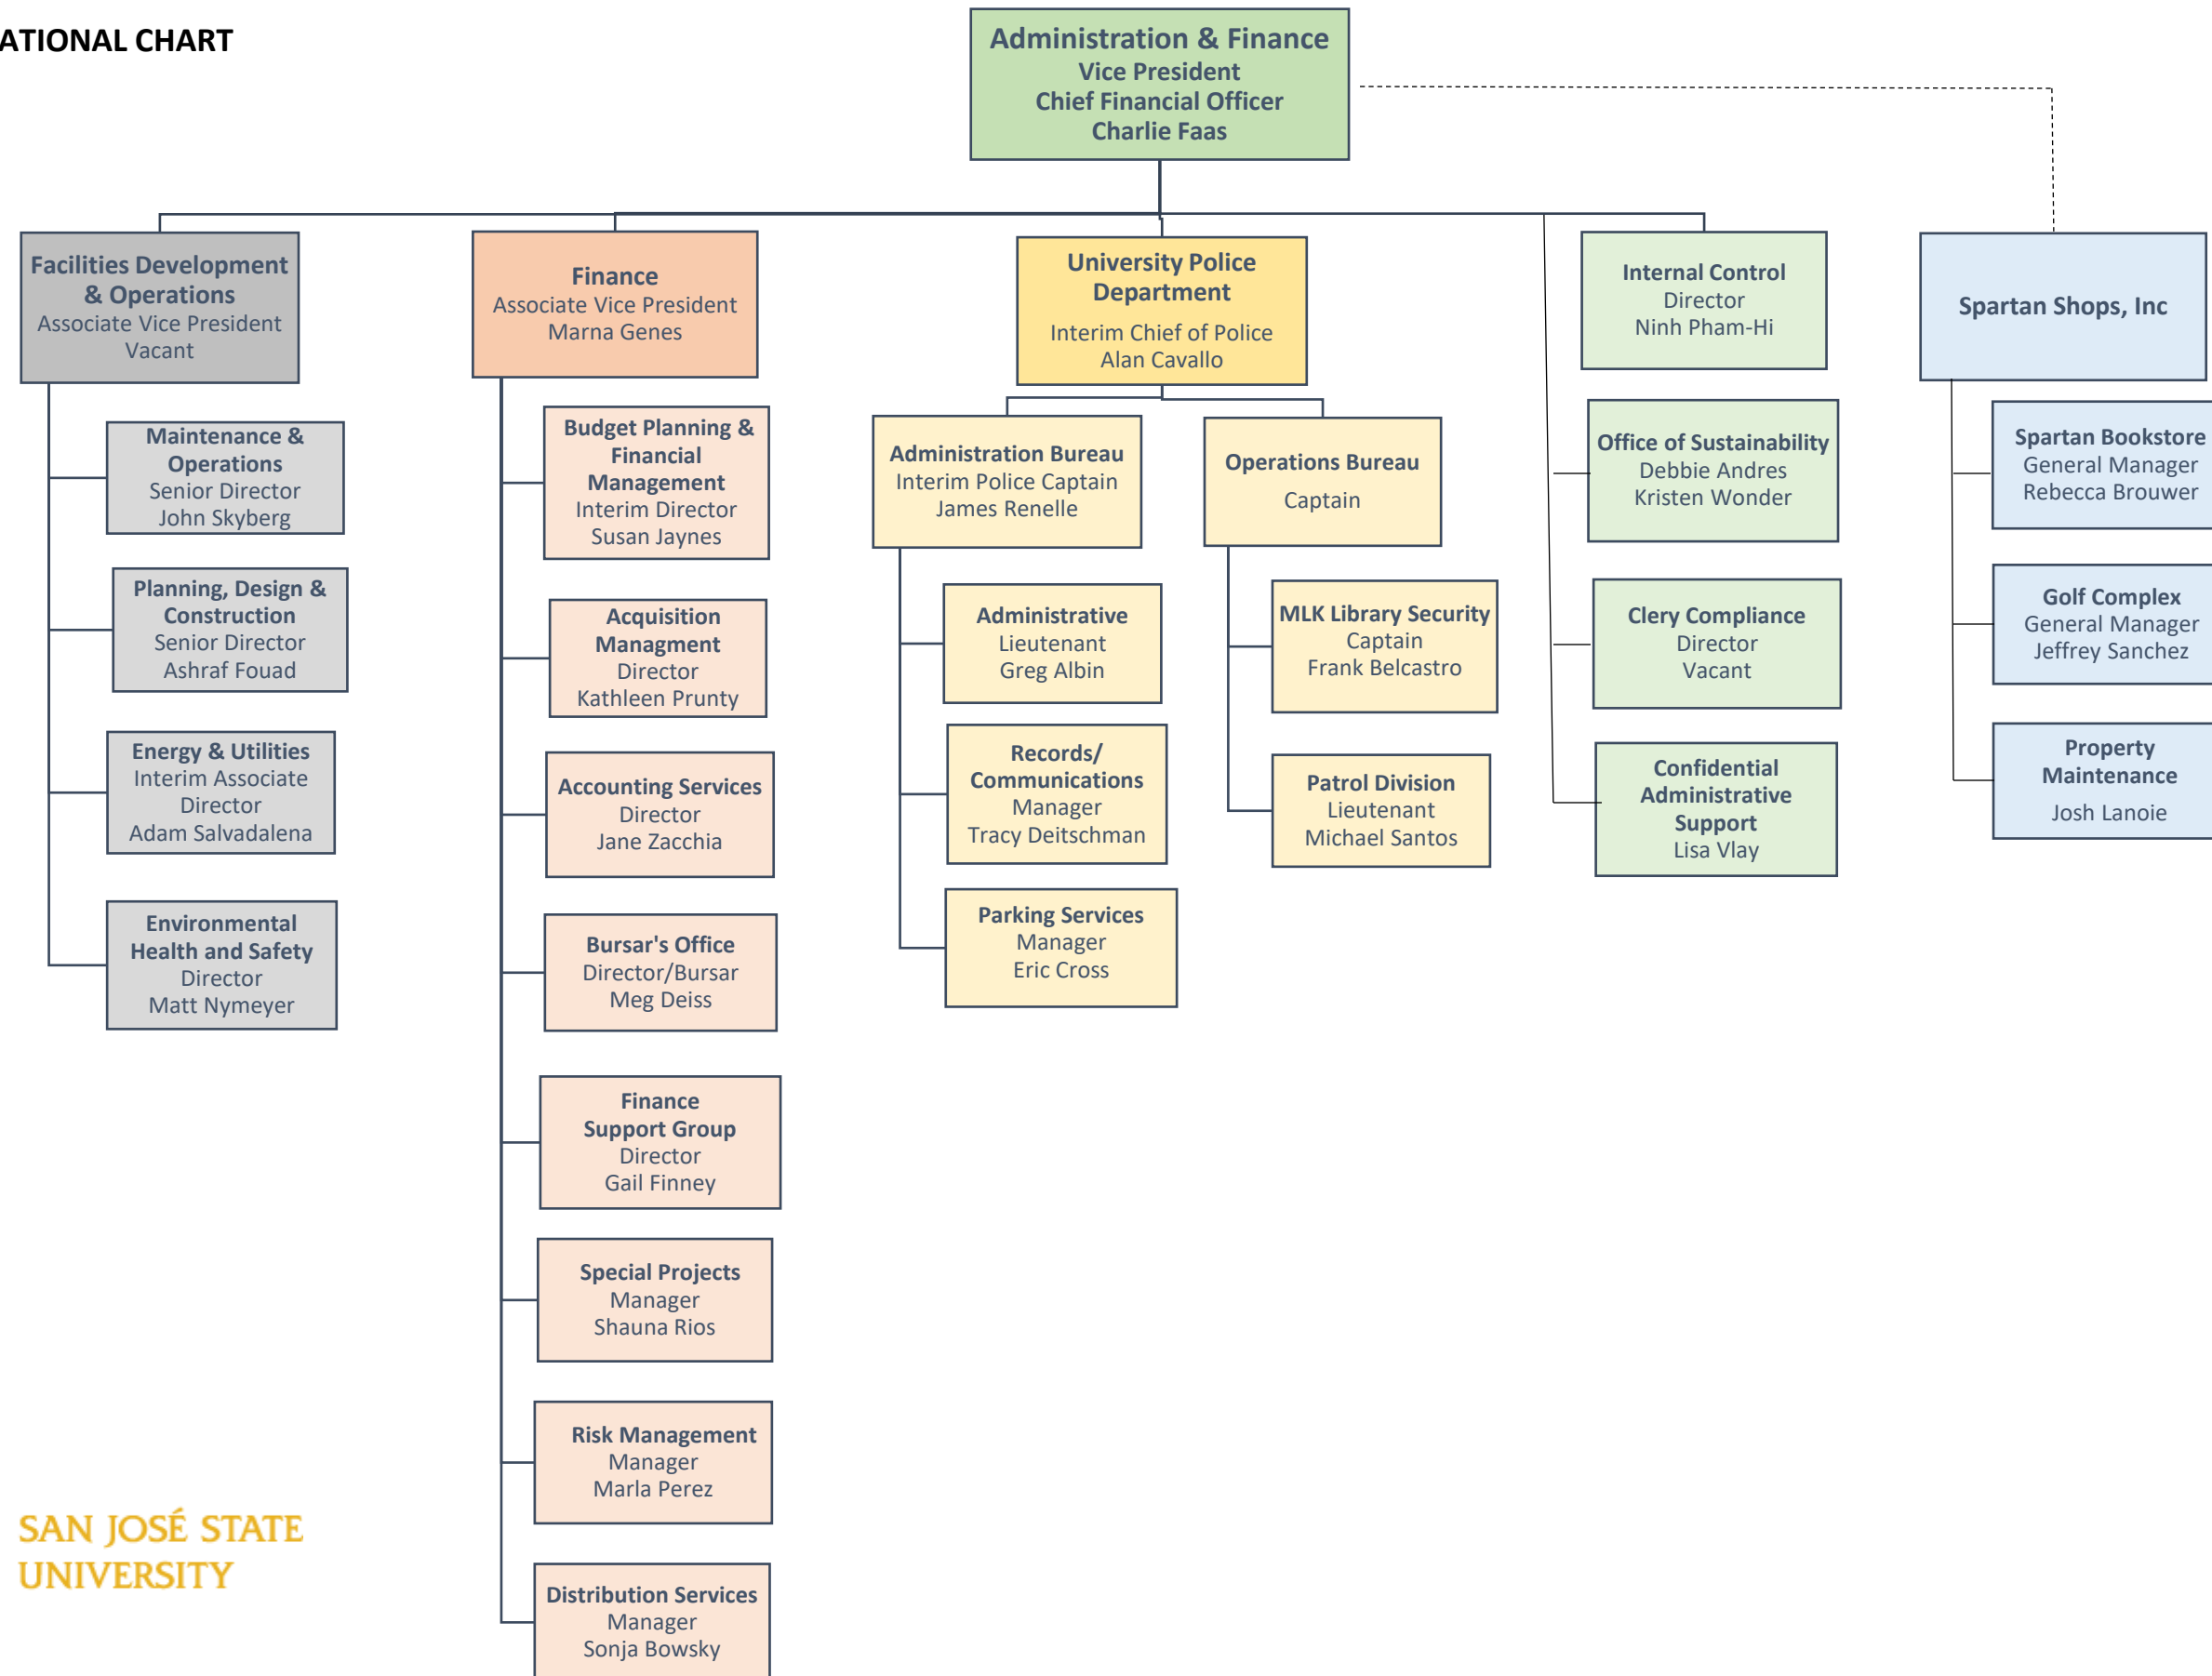 ATIONAL CHART
Administration & Finance
Vice President
Chief Financial Officer
Charlie Faas
Facilities Development
& Operations
Associate Vice President
Vacant
Maintenance &
Operations
Senior Director
John Skyberg
Planning, Design &
Construction
Senior Director
Ashraf Fouad
Energy & Utilities
Interim Associate
Director
Adam Salvadalena
Environmental
Health and Safety
Director
Matt Nymeyer
Finance
Associate Vice President
Marna Genes
Budget Planning &
Financial
Management
Interim Director
Susan Jaynes
Acquisition
Managment
Director
Kathleen Prunty
Accounting Services
Director
Jane Zacchia
Bursar's Office
Director/Bursar
Meg Deiss
Finance
Support Group
Director
Gail Finney
Special Projects
Manager
Shauna Rios
Risk Management
Manager
Marla Perez
Distribution Services
Manager
Sonja Bowsky
University Police
Department
Interim Chief of Police
Alan Cavallo
Administration Bureau
Interim Police Captain
James Renelle
Administrative
Lieutenant
Greg Albin
Records/
Communications
Manager
Tracy Deitschman
Parking Services
Manager
Eric Cross
Operations Bureau
Captain
MLK Library Security
Captain
Frank Belcastro
Patrol Division
Lieutenant
Michael Santos
Internal Control
Director
Ninh Pham-Hi
Office of Sustainability
Debbie Andres
Kristen Wonder
Clery Compliance
Director
Vacant
Confidential
Administrative
Support
Lisa Vlay
Spartan Shops, Inc
Spartan Bookstore
General Manager
Rebecca Brouwer
Golf Complex
General Manager
Jeffrey Sanchez
Property
Maintenance
Josh Lanoie
SAN JOSÉ STATE
UNIVERSITY